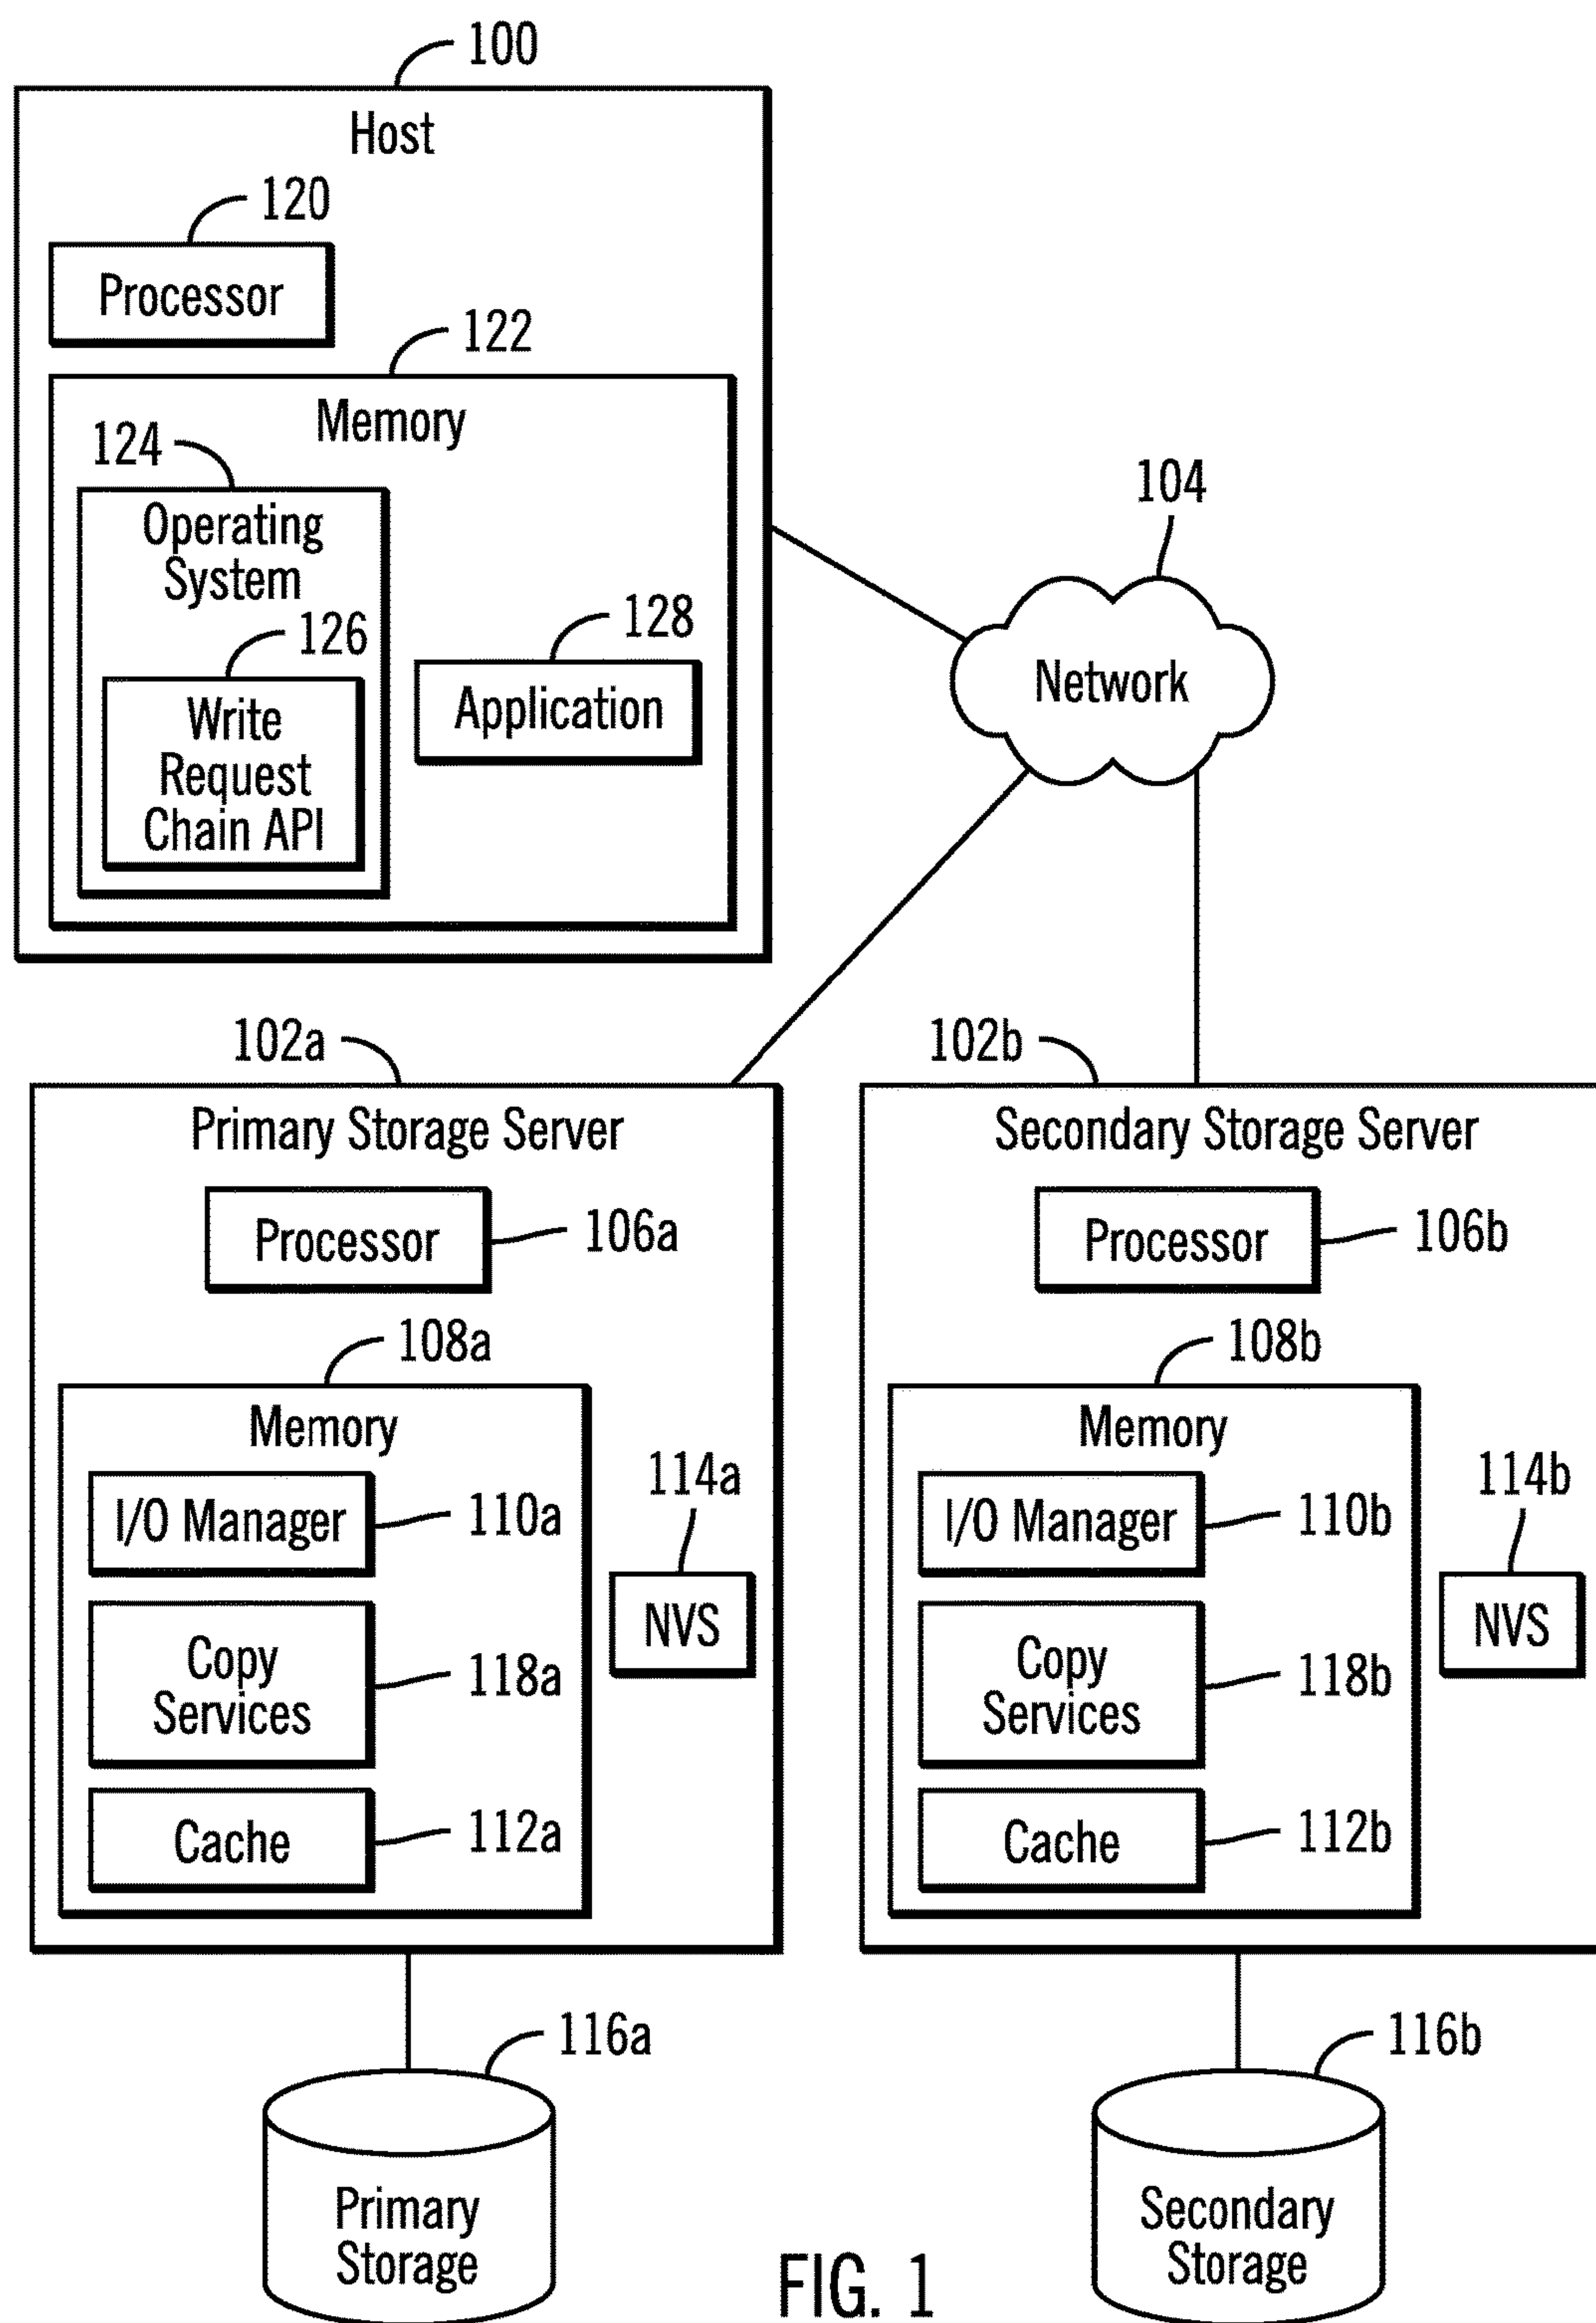 100
Host
120
Processor
122
Memory
124
Operating
System
126
Write
Request
Chain API
128
Application
104
Network
102a
Primary Storage Server
Processor
106a
108a
Memory
I/O Manager
110a
Copy
Services
118a
Cache
112a
114a
NVS
116a
Primary
Storage
102b
Secondary Storage Server
Processor
106b
108b
Memory
I/O Manager
110b
Copy
Services
118b
Cache
112b
114b
NVS
116b
Secondary
Storage
FIG. 1